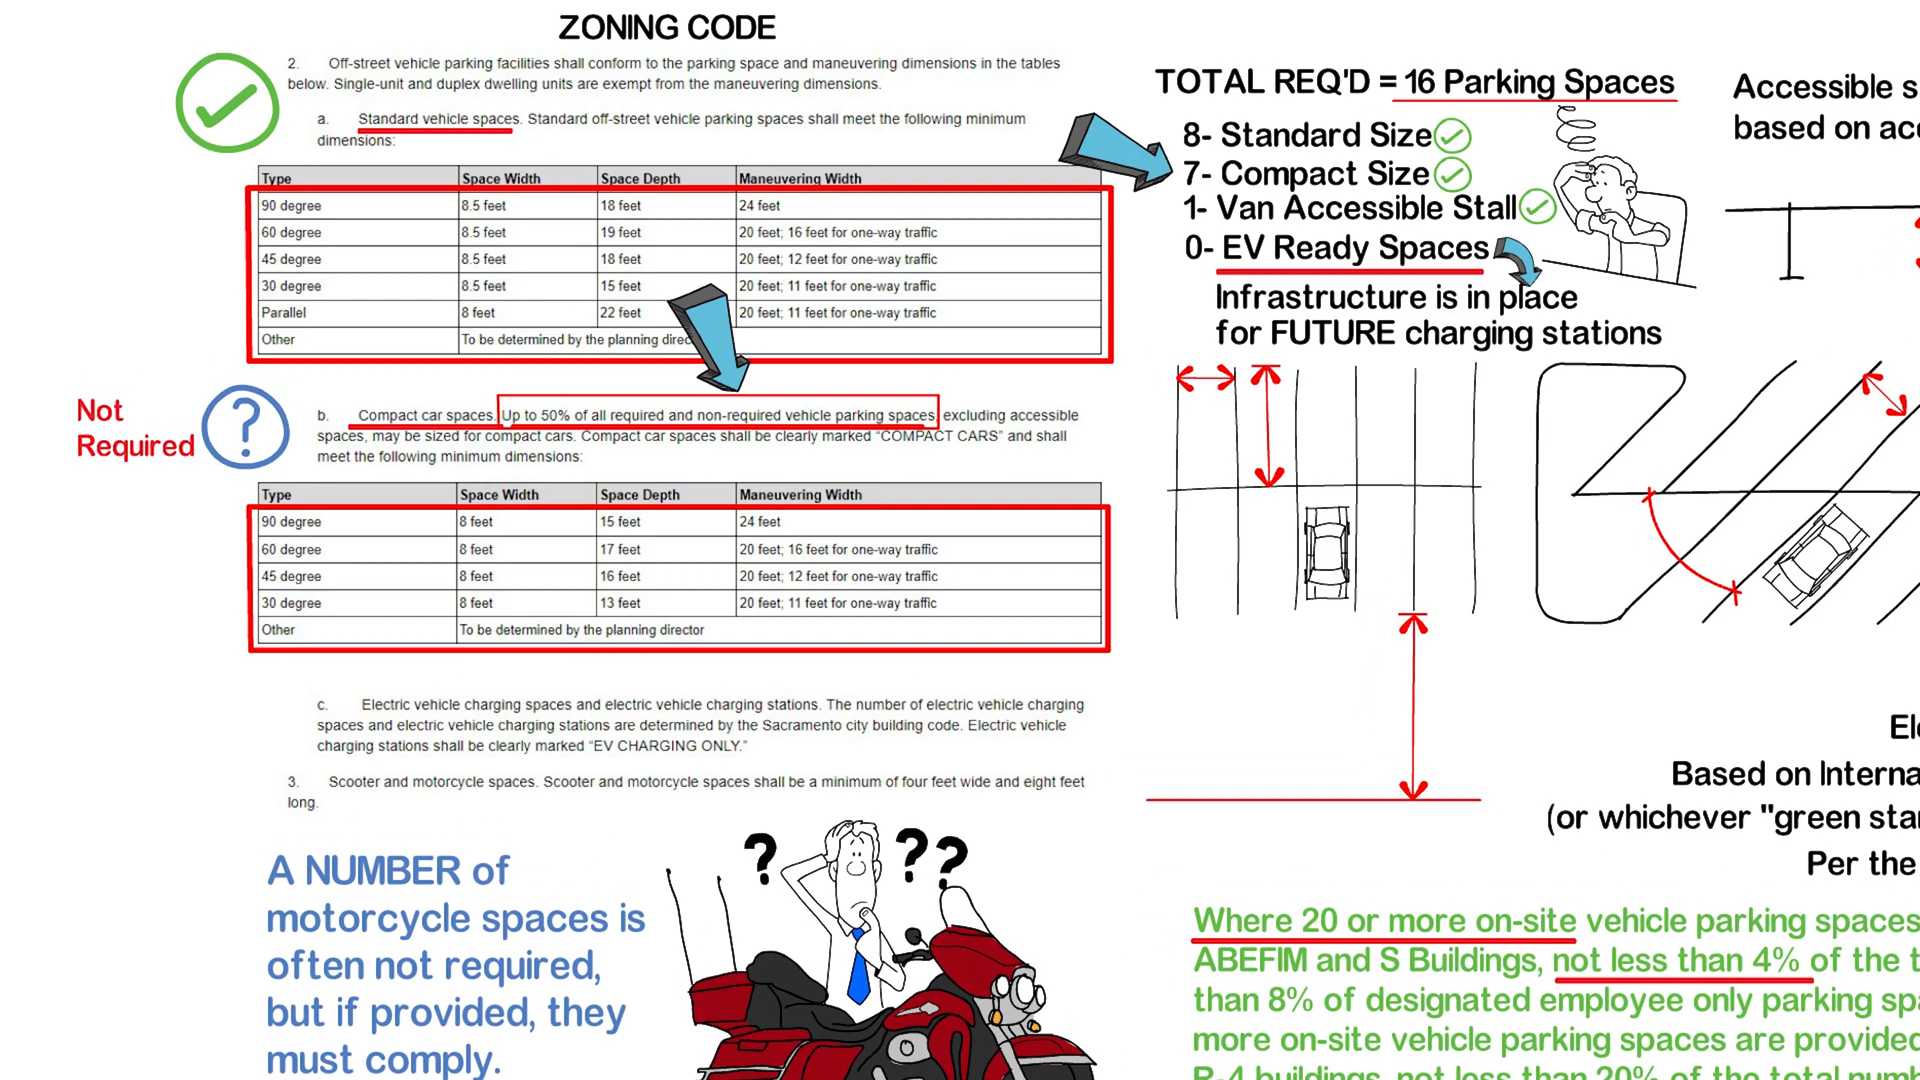 ZONING CODE
2. Off-street vehicle parking facilities shall conform to the parking space and maneuvering dimensions in the tables
below. Single-unit and duplex dwelling units are exempt from the maneuvering dimensions.
a. Standard vehicle spaces. Standard off-street vehicle parking spaces shall meet the following minimum
dimensions:
Type Space Width Space Depth Maneuvering Width
90 degree 8.5 feet 18 feet 24 feet
60 degree 8.5 feet 19 feet 20 feet; 16 feet for one-way traffic
45 degree 8.5 feet 18 feet 20 feet; 12 feet for one-way traffic
30 degree 8.5 feet 15 feet 20 feet; 11 feet for one-way traffic
Parallel 8 feet 22 feet 20 feet; 11 feet for one-way traffic
Other To be determined by the planning direc
Not
Required
?
b. Compact car spaces. Up to 50% of all required and non-required vehicle parking spaces, excluding accessible
spaces, may be sized for compact cars. Compact car spaces shall be clearly marked “COMPACT CARS” and shall
meet the following minimum dimensions:
Type Space Width Space Depth Maneuvering Width
90 degree 8 feet 15 feet 24 feet
60 degree 8 feet 17 feet 20 feet; 16 feet for one-way traffic
45 degree 8 feet 16 feet 20 feet; 12 feet for one-way traffic
30 degree 8 feet 13 feet 20 feet; 11 feet for one-way traffic
Other To be determined by the planning director
c. Electric vehicle charging spaces and electric vehicle charging stations. The number of electric vehicle charging
spaces and electric vehicle charging stations are determined by the Sacramento city building code. Electric vehicle
charging stations shall be clearly marked “EV CHARGING ONLY.”
3. Scooter and motorcycle spaces. Scooter and motorcycle spaces shall be a minimum of four feet wide and eight feet
long.
A NUMBER of
motorcycle spaces is
often not required,
but if provided, they
must comply.
? ??
TOTAL REQ'D = 16 Parking Spaces
8- Standard Size
7- Compact Size
1- Van Accessible Stall
0- EV Ready Spaces
Infrastructure is in place
for FUTURE charging stations
Accessible s
based on acc
Ele
Based on Interna
(or whichever "green star
Per the
Where 20 or more on-site vehicle parking spaces
ABEFIM and S Buildings, not less than 4% of the t
than 8% of designated employee only parking spa
more on-site vehicle parking spaces are provided
R-4 buildings, not less than 20% of the total numb